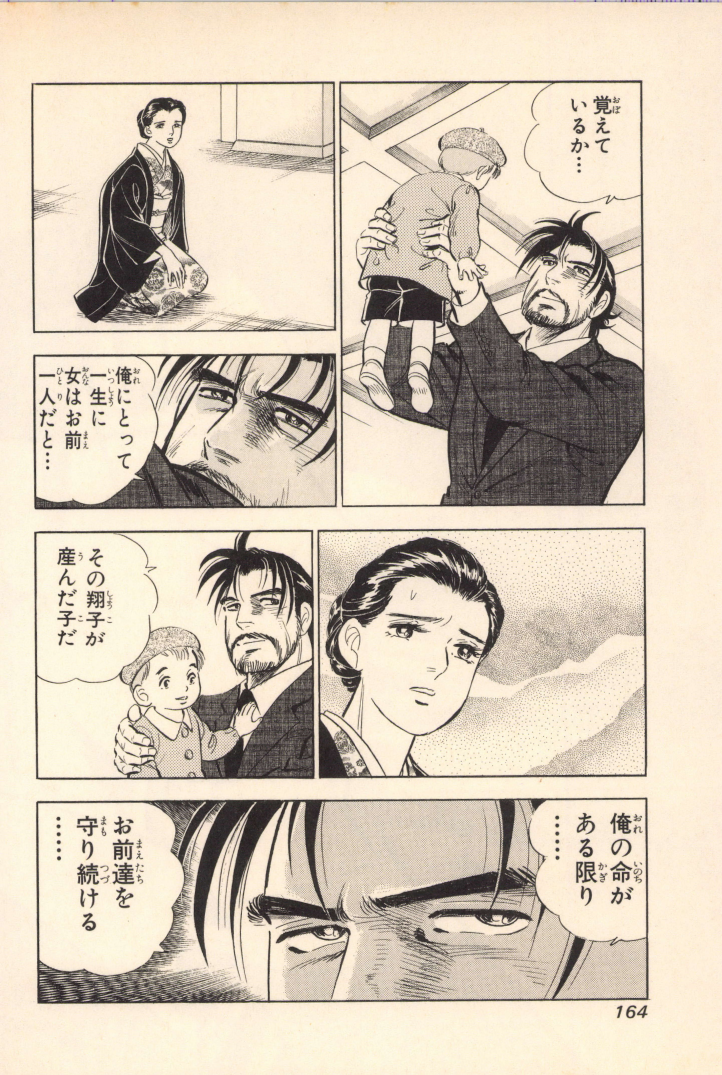 覚えて
いるか…
俺にとって
一生に
女はお前
一人だと…
その翔子が
産んだ子だ
俺の命が
ある限り
……
お前達を
守り続ける
……
164